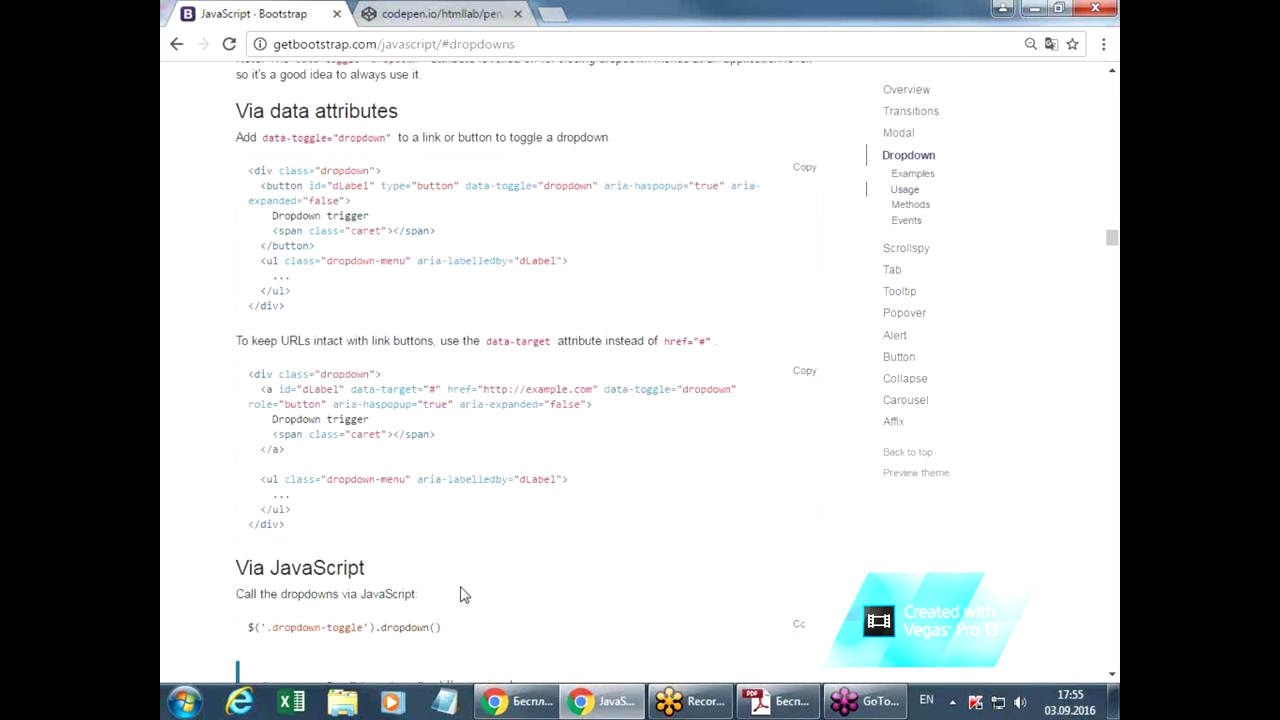 JavaScript · Bootstrap
codepen.io/htmllab/pen
getbootstrap.com/javascript/#dropdowns
so it's a good idea to always use it.
Via data attributes
Add data-toggle="dropdown" to a link or button to toggle a dropdown.
Copy
<div class="dropdown">
<button id="dLabel" type="button" data-toggle="dropdown" aria-haspopup="true" aria-
expanded="false">
Dropdown trigger
<span class="caret"></span>
</button>
<ul class="dropdown-menu" aria-labelledby="dLabel">
...
</ul>
</div>
To keep URLs intact with link buttons, use the data-target attribute instead of href="#" .
Copy
<div class="dropdown">
<a id="dLabel" data-target="#" href="http://example.com" data-toggle="dropdown"
role="button" aria-haspopup="true" aria-expanded="false">
Dropdown trigger
<span class="caret"></span>
</a>
<ul class="dropdown-menu" aria-labelledby="dLabel">
...
</ul>
</div>
Via JavaScript
Call the dropdowns via JavaScript:
$('.dropdown-toggle').dropdown()
Cc
Overview
Transitions
Modal
Dropdown
Examples
Usage
Methods
Events
Scrollspy
Tab
Tooltip
Popover
Alert
Button
Collapse
Carousel
Affix
Back to top
Preview theme
Created with
Vegas Pro 13
Беспл...
JavaS...
Recor...
PDF
Беспл...
GoTo...
EN
17:55
03.09.2016